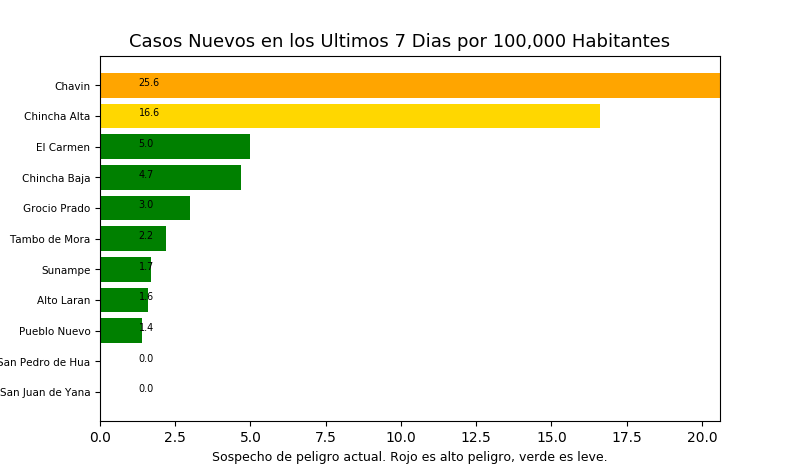 Casos Nuevos en los Ultimos 7 Dias por 100,000 Habitantes
Chavin 25.6
Chincha Alta 16.6
El Carmen 5.0
Chincha Baja 4.7
Grocio Prado 3.0
Tambo de Mora 2.2
Sunampe 1.7
Alto Laran 1.6
Pueblo Nuevo 1.4
San Pedro de Hua 0.0
San Juan de Yana 0.0
0.0 2.5 5.0 7.5 10.0 12.5 15.0 17.5 20.0
Sospecho de peligro actual. Rojo es alto peligro, verde es leve.